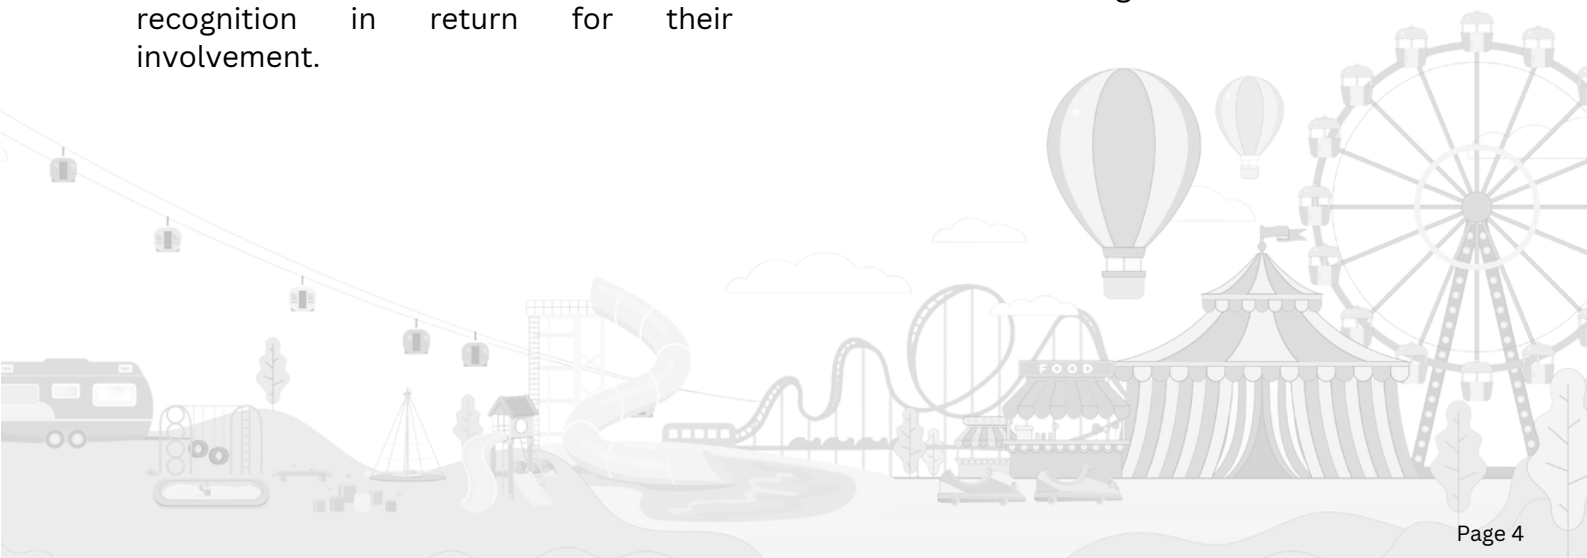 recognition in return for their
involvement.
FOOD
Page 4